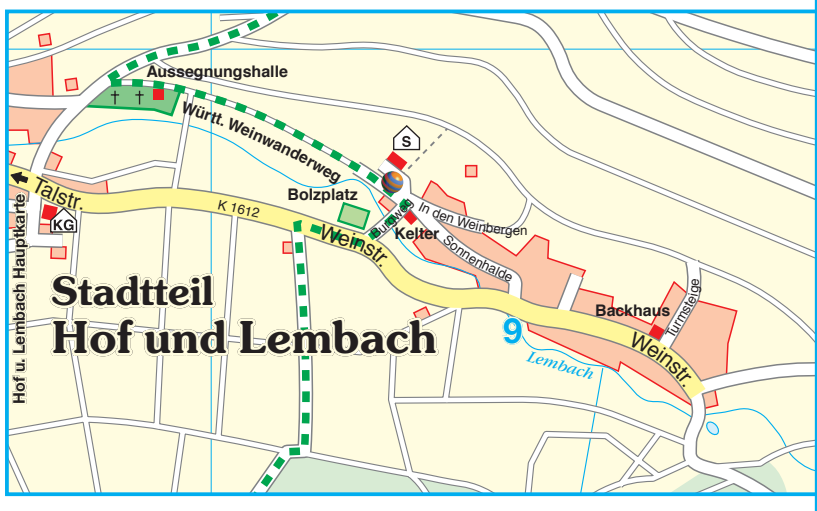 Aussegnungshalle
Württ. Weinwanderweg
S
Talstr.
KG
K 1612
Bolzplatz
Burgweg
In den Weinbergen
Kelter
Sonnenhalde
Weinstr.
Hof u. Lembach Hauptkarte
Stadtteil
Hof und Lembach
9
Lembach
Backhaus
Turmsteige
Weinstr.